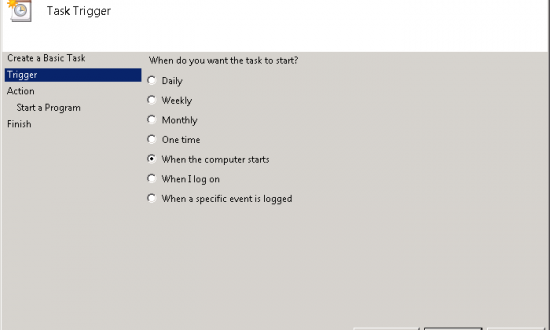 Task Trigger
Create a Basic Task
Trigger
Action
Start a Program
Finish
When do you want the task to start?
Daily
Weekly
Monthly
One time
When the computer starts
When I log on
When a specific event is logged